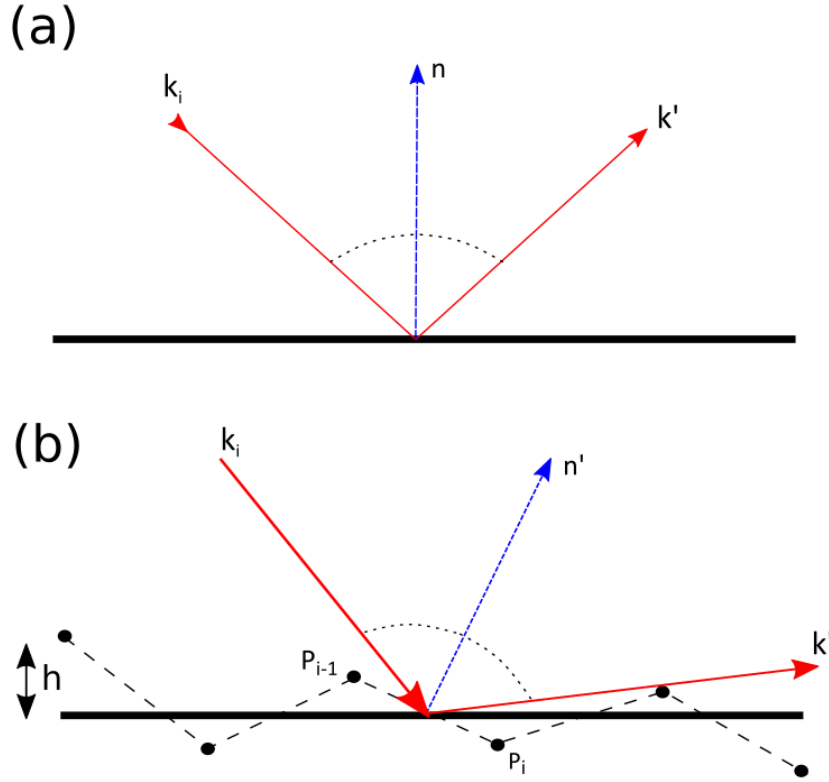 (a)
k_i
n
k'
(b)
k_i
n'
P_{i-1}
k'
h
P_i